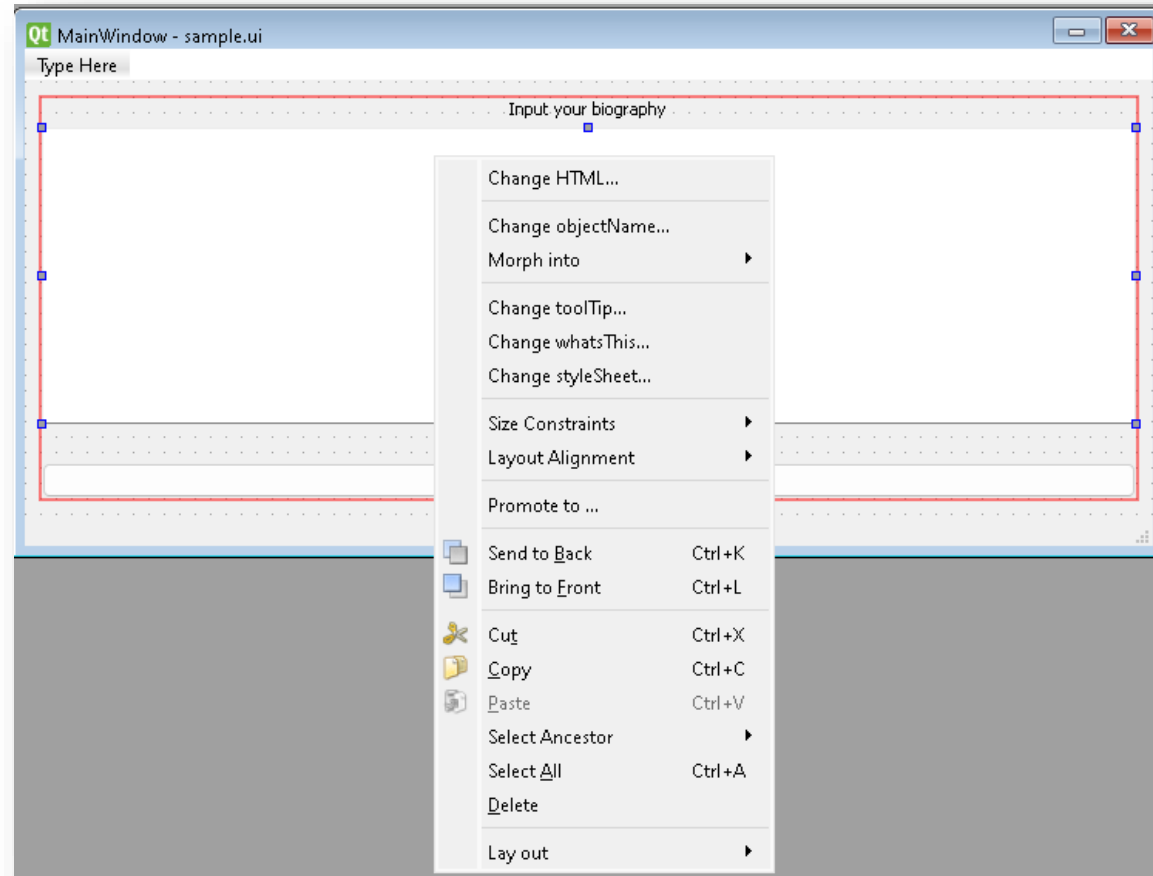 Qt MainWindow - sample.ui
Type Here
Input your biography
Change HTML...
Change objectName...
Morph into
Change toolTip...
Change whatsThis...
Change styleSheet...
Size Constraints
Layout Alignment
Promote to ...
Send to Back Ctrl+K
Bring to Front Ctrl+L
Cut Ctrl+X
Copy Ctrl+C
Paste Ctrl+V
Select Ancestor
Select All Ctrl+A
Delete
Lay out